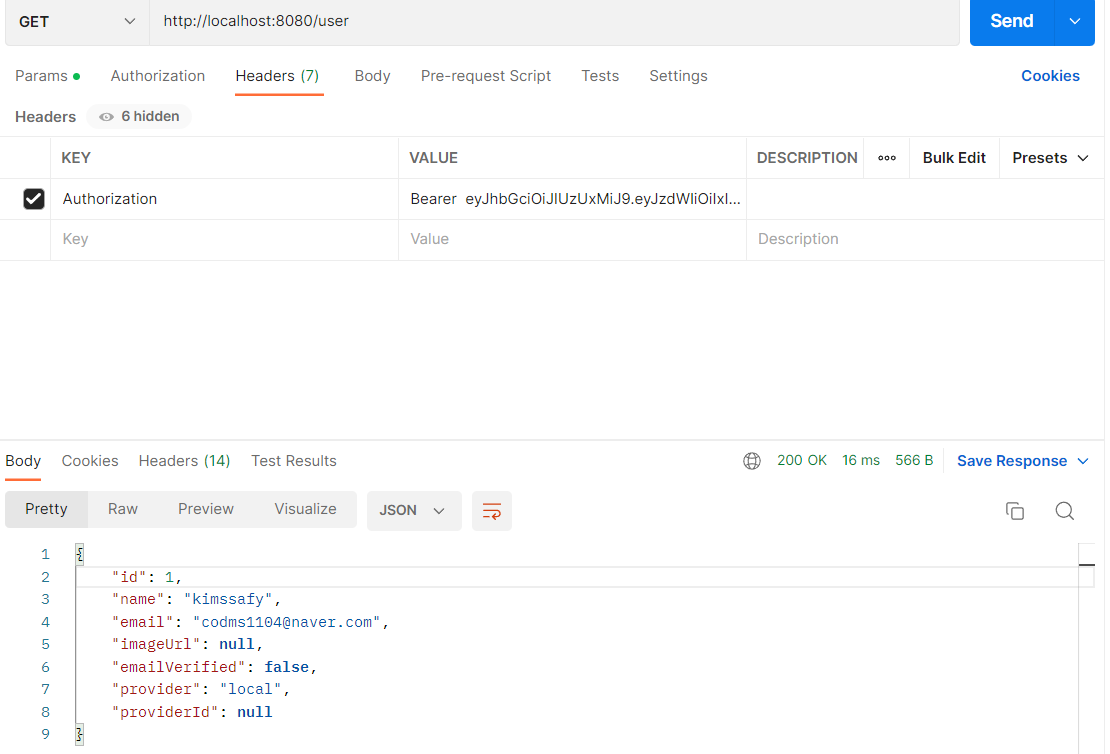 GET http://localhost:8080/user Send
Params Authorization Headers (7) Body Pre-request Script Tests Settings Cookies
Headers 6 hidden
KEY VALUE DESCRIPTION ooo Bulk Edit Presets
Authorization Bearer eyJhbGciOiJIUzUxMiJ9.eyJzdWIiOiIxI...
Key Value Description
Body Cookies Headers (14) Test Results 200 OK 16 ms 566 B Save Response
Pretty Raw Preview Visualize JSON
1 {
2 "id": 1,
3 "name": "kimssafy",
4 "email": "codms1104@naver.com",
5 "imageUrl": null,
6 "emailVerified": false,
7 "provider": "local",
8 "providerId": null
9 }